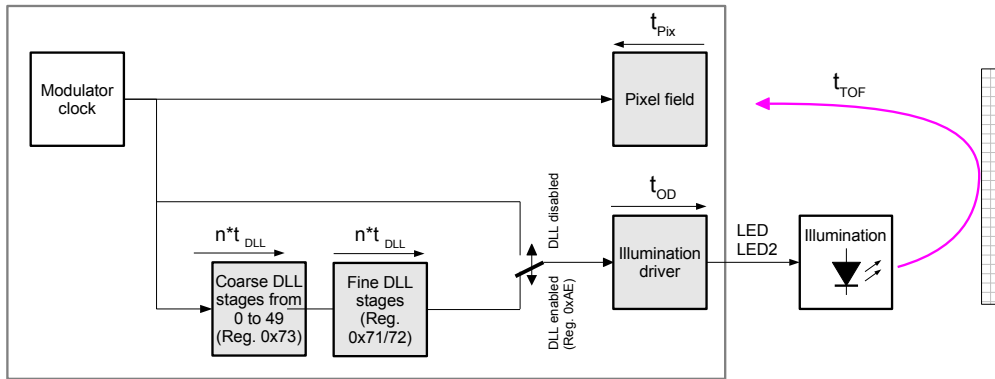 t Pix
Modulator
clock
Pixel field
t TOF
t OD
DLL disabled
DLL enabled
(Reg. 0xAE)
n*t DLL
n*t DLL
Coarse DLL
stages from
0 to 49
(Reg. 0x73)
Fine DLL
stages
(Reg.
0x71/72)
Illumination
driver
LED
LED2
Illumination